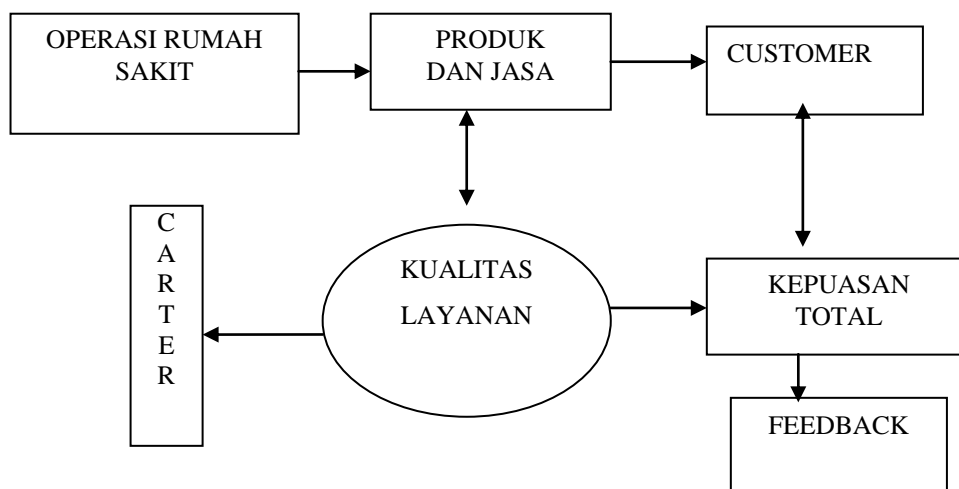 OPERASI RUMAH
SAKIT
PRODUK
DAN JASA
CUSTOMER
C
A
R
T
E
R
KUALITAS
LAYANAN
KEPUASAN
TOTAL
FEEDBACK